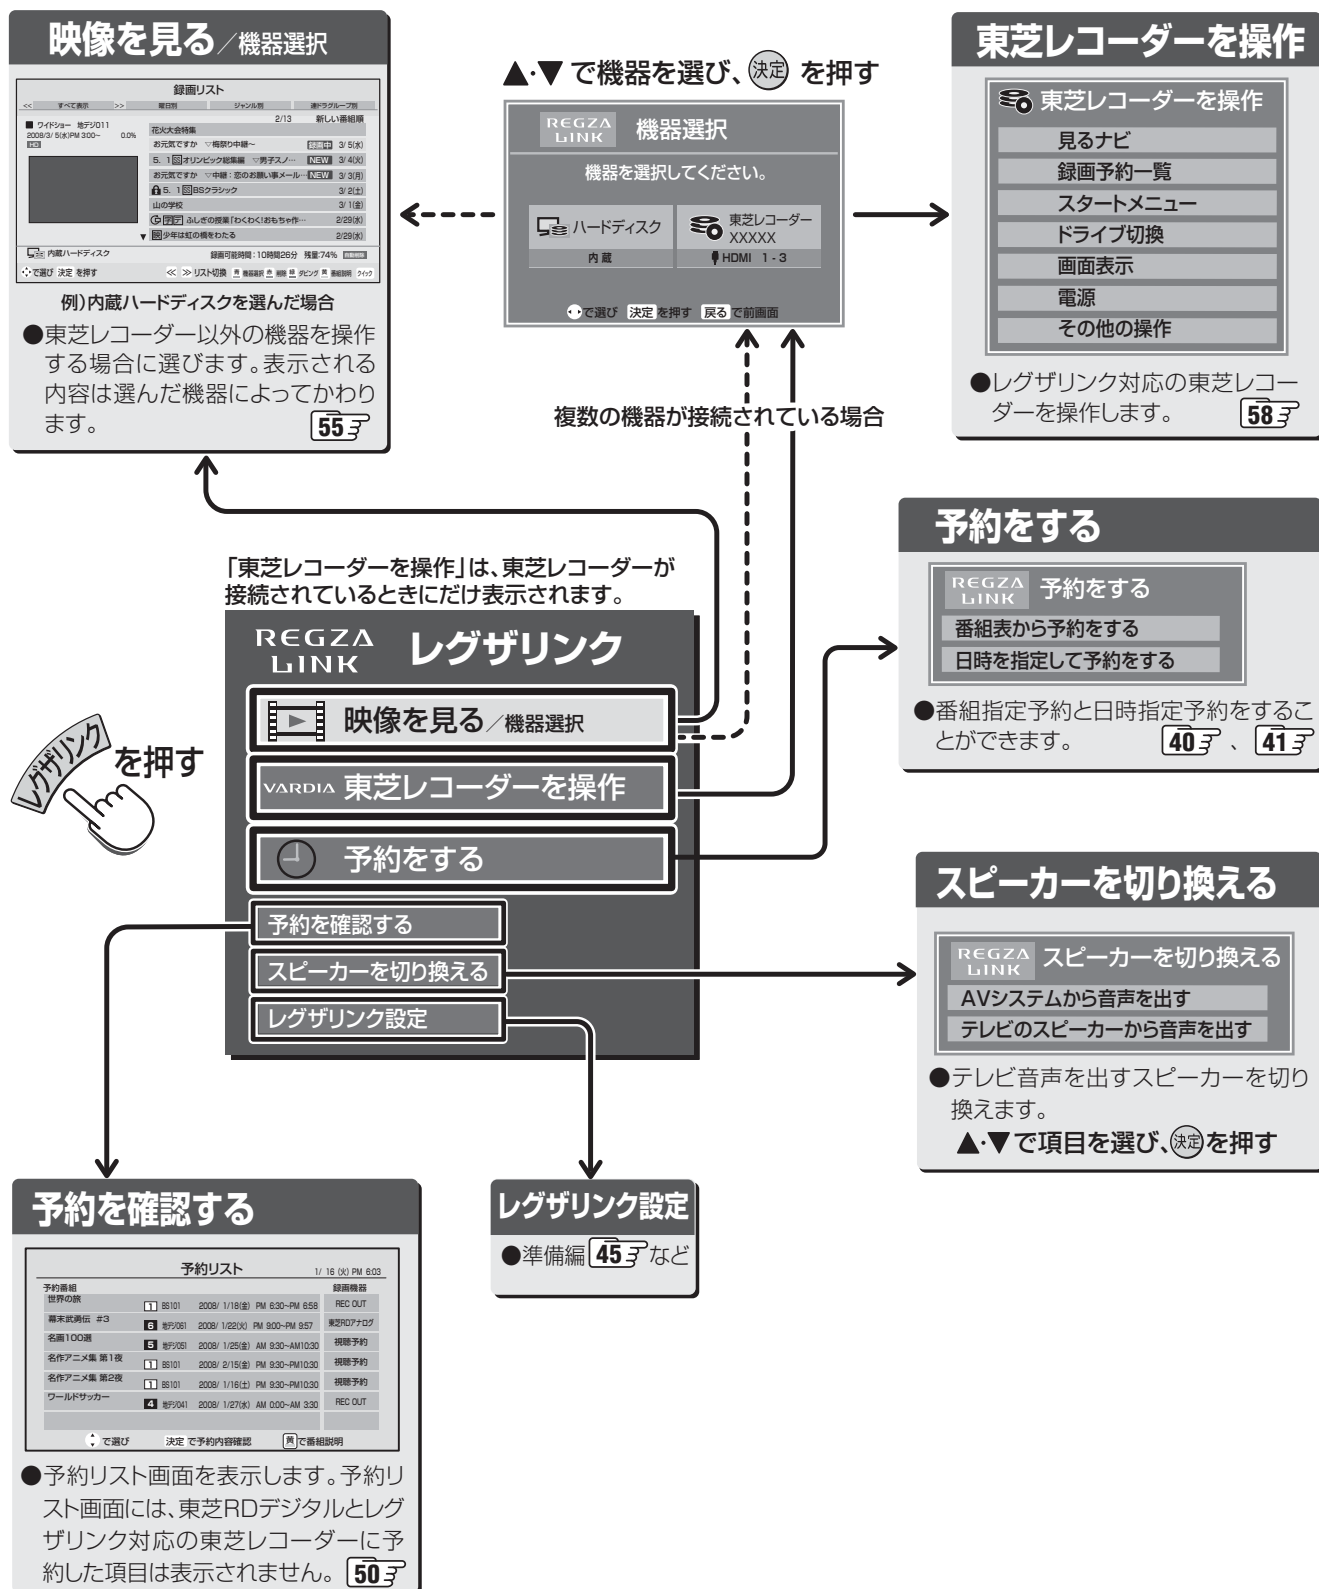 映像を見る／機器選択
録画リスト
<< すべて表示 >> 曜日別 ジャンル別 連ドラグループ別
2/13 新しい番組順
■ ワイドショー 地デジ011
2008/3/ 5(水)PM 3:00~ 0.0%
HD
花火大会特集
お元気ですか ▽梅祭り中継～ 録画中 3/ 5(水)
5. 1 オリンピック総集編 ▽男子スノ… NEW 3/ 4(火)
お元気ですか ▽中継：恋のお願い事メール… NEW 3/ 3(月)
5. 1 BSクラシック 3/ 2(土)
山の学校 3/ 1(金)
ふしぎの授業「わくわく!おもちゃ作… 2/29(水)
▼ 少年は虹の橋をわたる 2/29(水)
内蔵ハードディスク 録画可能時間：10時間26分 残量:74%
で選び 決定 を押す ≪ ≫ リスト切換 青 機器選択 赤 削除 緑 ダビング 黄 番組説明 クイック
例）内蔵ハードディスクを選んだ場合
●東芝レコーダー以外の機器を操作
する場合に選びます。表示される
内容は選んだ機器によってかわり
ます。 55
▲・▼ で機器を選び、決定 を押す
REGZA LINK 機器選択
機器を選択してください。
ハードディスク
内 蔵
東芝レコーダー
XXXXX
HDMI 1 - 3
で選び 決定 を押す 戻る で前画面
複数の機器が接続されている場合
東芝レコーダーを操作
東芝レコーダーを操作
見るナビ
録画予約一覧
スタートメニュー
ドライブ切換
画面表示
電源
その他の操作
●レグザリンク対応の東芝レコー
ダーを操作します。 58
「東芝レコーダーを操作」は、東芝レコーダーが
接続されているときにだけ表示されます。
レグザリンク を押す
REGZA LINK レグザリンク
映像を見る／機器選択
VARDIA 東芝レコーダーを操作
予約をする
予約を確認する
スピーカーを切り換える
レグザリンク設定
予約をする
REGZA LINK 予約をする
番組表から予約をする
日時を指定して予約をする
●番組指定予約と日時指定予約をするこ
とができます。 40 、 41
スピーカーを切り換える
REGZA LINK スピーカーを切り換える
AVシステムから音声を出す
テレビのスピーカーから音声を出す
●テレビ音声を出すスピーカーを切り
換えます。
▲・▼で項目を選び、決定を押す
予約を確認する
予約リスト 1/ 16 (火) PM 6:03
予約番組 録画機器
世界の旅 1 BS101 2008/ 1/18(金) PM 6:30~PM 6:58 REC OUT
幕末武勇伝 #3 6 地デジ061 2008/ 1/22(火) PM 9:00~PM 9:57 東芝RDアナログ
名画100選 5 地デジ051 2008/ 1/25(金) AM 9:30~AM10:30 視聴予約
名作アニメ集 第1夜 1 BS101 2008/ 2/15(金) PM 9:30~PM10:30 視聴予約
名作アニメ集 第2夜 1 BS101 2008/ 1/16(土) PM 9:30~PM10:30 視聴予約
ワールドサッカー 4 地デジ041 2008/ 1/27(水) AM 0:00~AM 3:30 REC OUT
で選び 決定 で予約内容確認 黄で番組説明
●予約リスト画面を表示します。予約リ
スト画面には、東芝RDデジタルとレグ
ザリンク対応の東芝レコーダーに予
約した項目は表示されません。 50
レグザリンク設定
●準備編 45 など